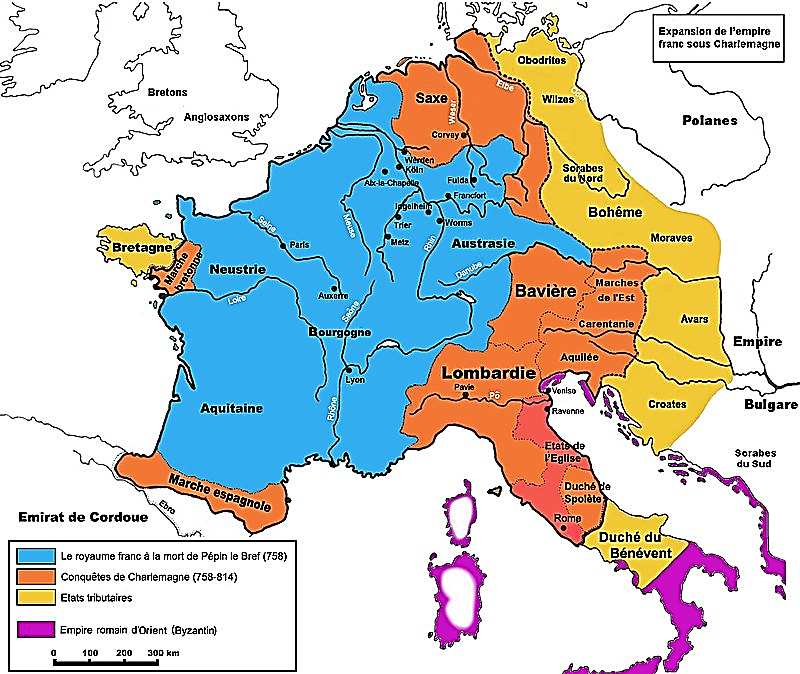 Expansion de l'empire
franc sous Charlemagne
Obodrites
Bretons
Anglosaxons
Saxe
Weser
Elbe
Oder
Wilzes
Polanes
Corvey
Werden
Köln
Aix-la-Chapelle
Fulda
Francfort
Sorabes
du Nord
Ingelheim
Trier
Worms
Metz
Bohême
Moraves
Bretagne
Marche
bretonne
Neustrie
Seine
Paris
Meuse
Rhin
Austrasie
Danube
Loire
Auxerre
Saône
Bourgogne
Bavière
Marches
de l'Est
Carentanie
Avars
Empire
Bulgare
Aquilée
Lombardie
Pavie
Pô
Lyon
Rhône
Aquitaine
Venise
Ravenne
Croates
Etats de
l'Eglise
Sorabes
du Sud
Duché de
Spolète
Rome
Marche espagnole
Ebro
Emirat de Cordoue
Duché du
Bénévent
Le royaume franc à la mort de Pépin le Bref (758)
Conquêtes de Charlemagne (758-814)
Etats tributaires
Empire romain d'Orient (Byzantin)
0 100 200 300 km